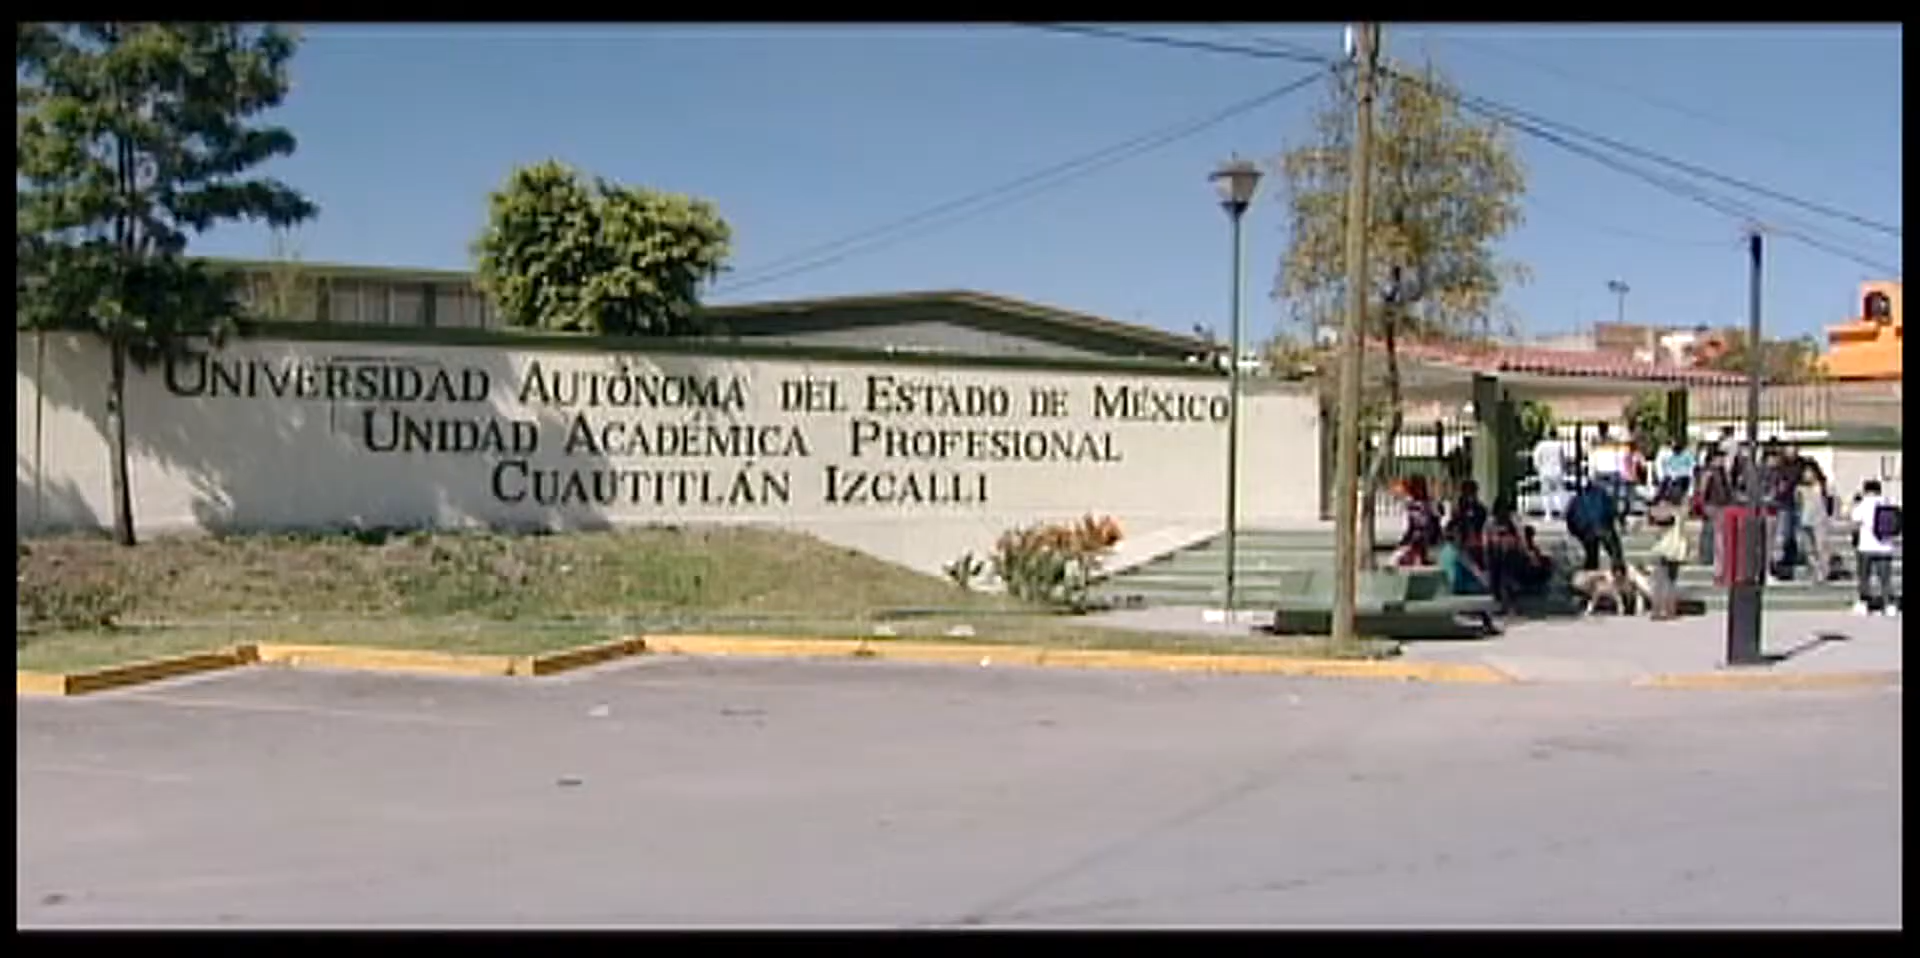 UNIVERSIDAD AUTÓNOMA DEL ESTADO DE MÉXICO
UNIDAD ACADÉMICA PROFESIONAL
CUAUTITLÁN IZCALLI